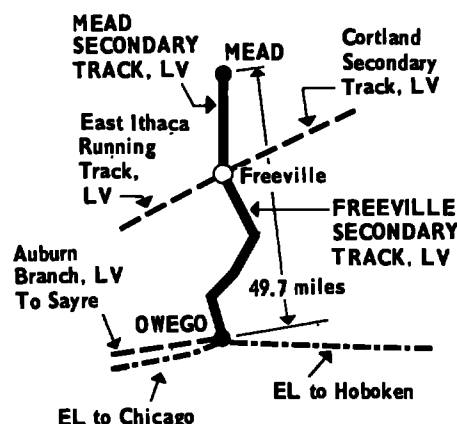 MEAD
SECONDARY
TRACK, LV
MEAD
Cortland
Secondary
Track, LV
East Ithaca
Running
Track,
LV
Freeville
FREEVILLE
SECONDARY
TRACK, LV
Auburn
Branch, LV
To Sayre
49.7 miles
OWEGO
EL to Hoboken
EL to Chicago